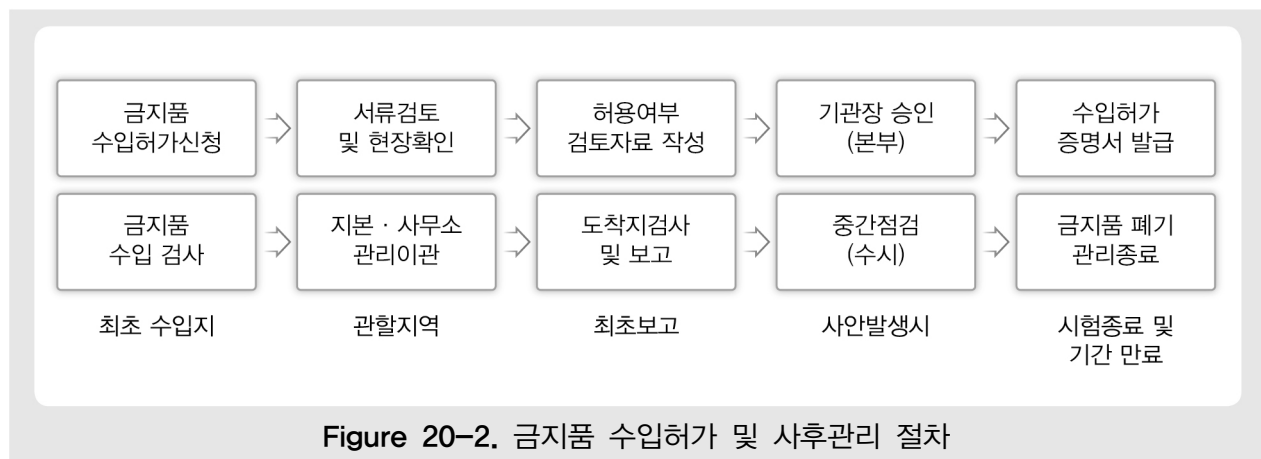 금지품
수입허가신청
서류검토
및 현장확인
허용여부
검토자료 작성
기관장 승인
(본부)
수입허가
증명서 발급
금지품
수입 검사
지본 · 사무소
관리이관
도착지검사
및 보고
중간점검
(수시)
금지품 폐기
관리종료
최초 수입지
관할지역
최초보고
사안발생시
시험종료 및
기간 만료
Figure 20-2. 금지품 수입허가 및 사후관리 절차